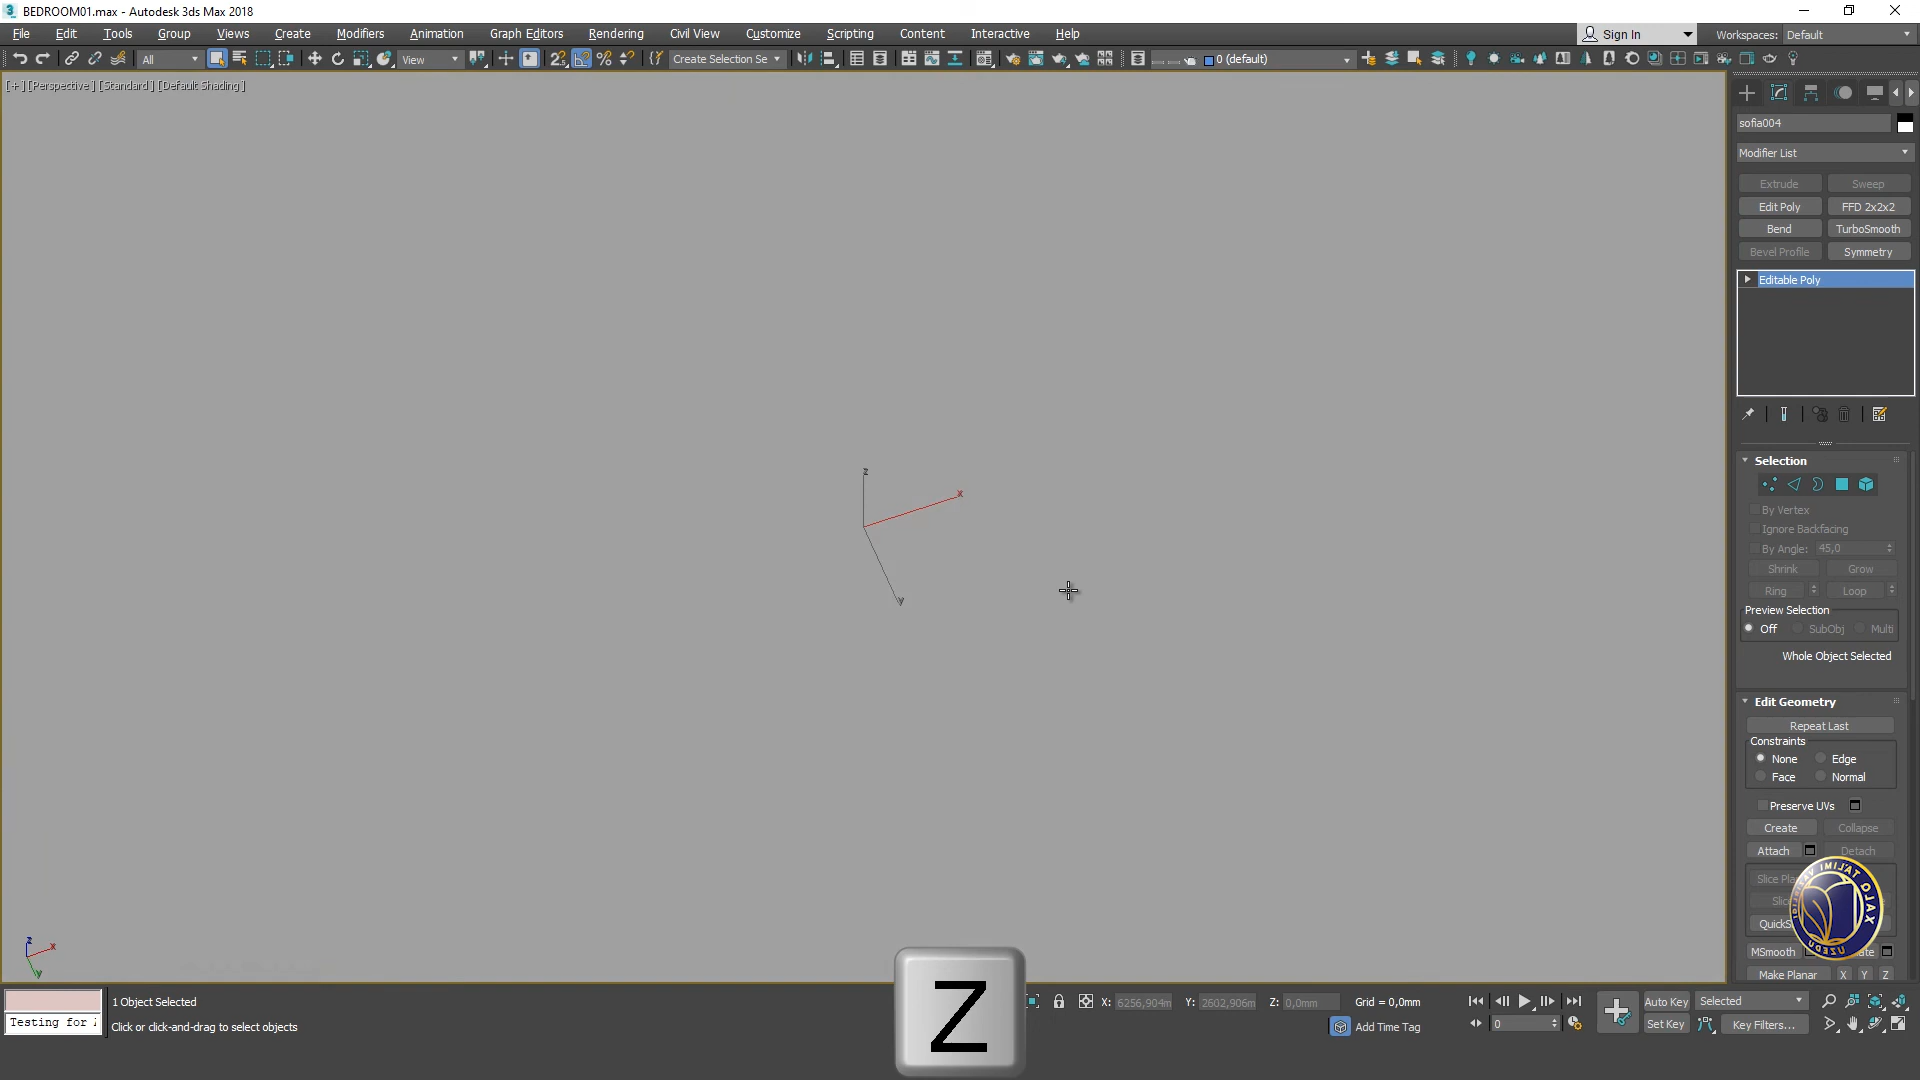 BEDROOM01.max - Autodesk 3ds Max 2018
File Edit Tools Group Views Create Modifiers Animation Graph Editors Rendering Civil View Customize Scripting Content Interactive Help
Sign In
Workspaces: Default
All
View
Create Selection Se
0 (default)
[+] [Perspective] [Standard] [Default Shading]
sofia004
Modifier List
Extrude Sweep
Edit Poly FFD 2x2x2
Bend TurboSmooth
Bevel Profile Symmetry
Editable Poly
Selection
By Vertex
Ignore Backfacing
By Angle: 45,0
Shrink Grow
Ring Loop
Preview Selection
Off SubObj Multi
Whole Object Selected
Edit Geometry
Repeat Last
Constraints
None Edge
Face Normal
Preserve UVs
Create Collapse
Attach Detach
MSmooth
Make Planar X Y Z
z
x
y
z
x
y
Z
1 Object Selected
Click or click-and-drag to select objects
Testing for
X: 6256,904m Y: 2602,906m Z: 0,0mm Grid = 0,0mm
Add Time Tag
0
Auto Key Selected
Set Key Key Filters...